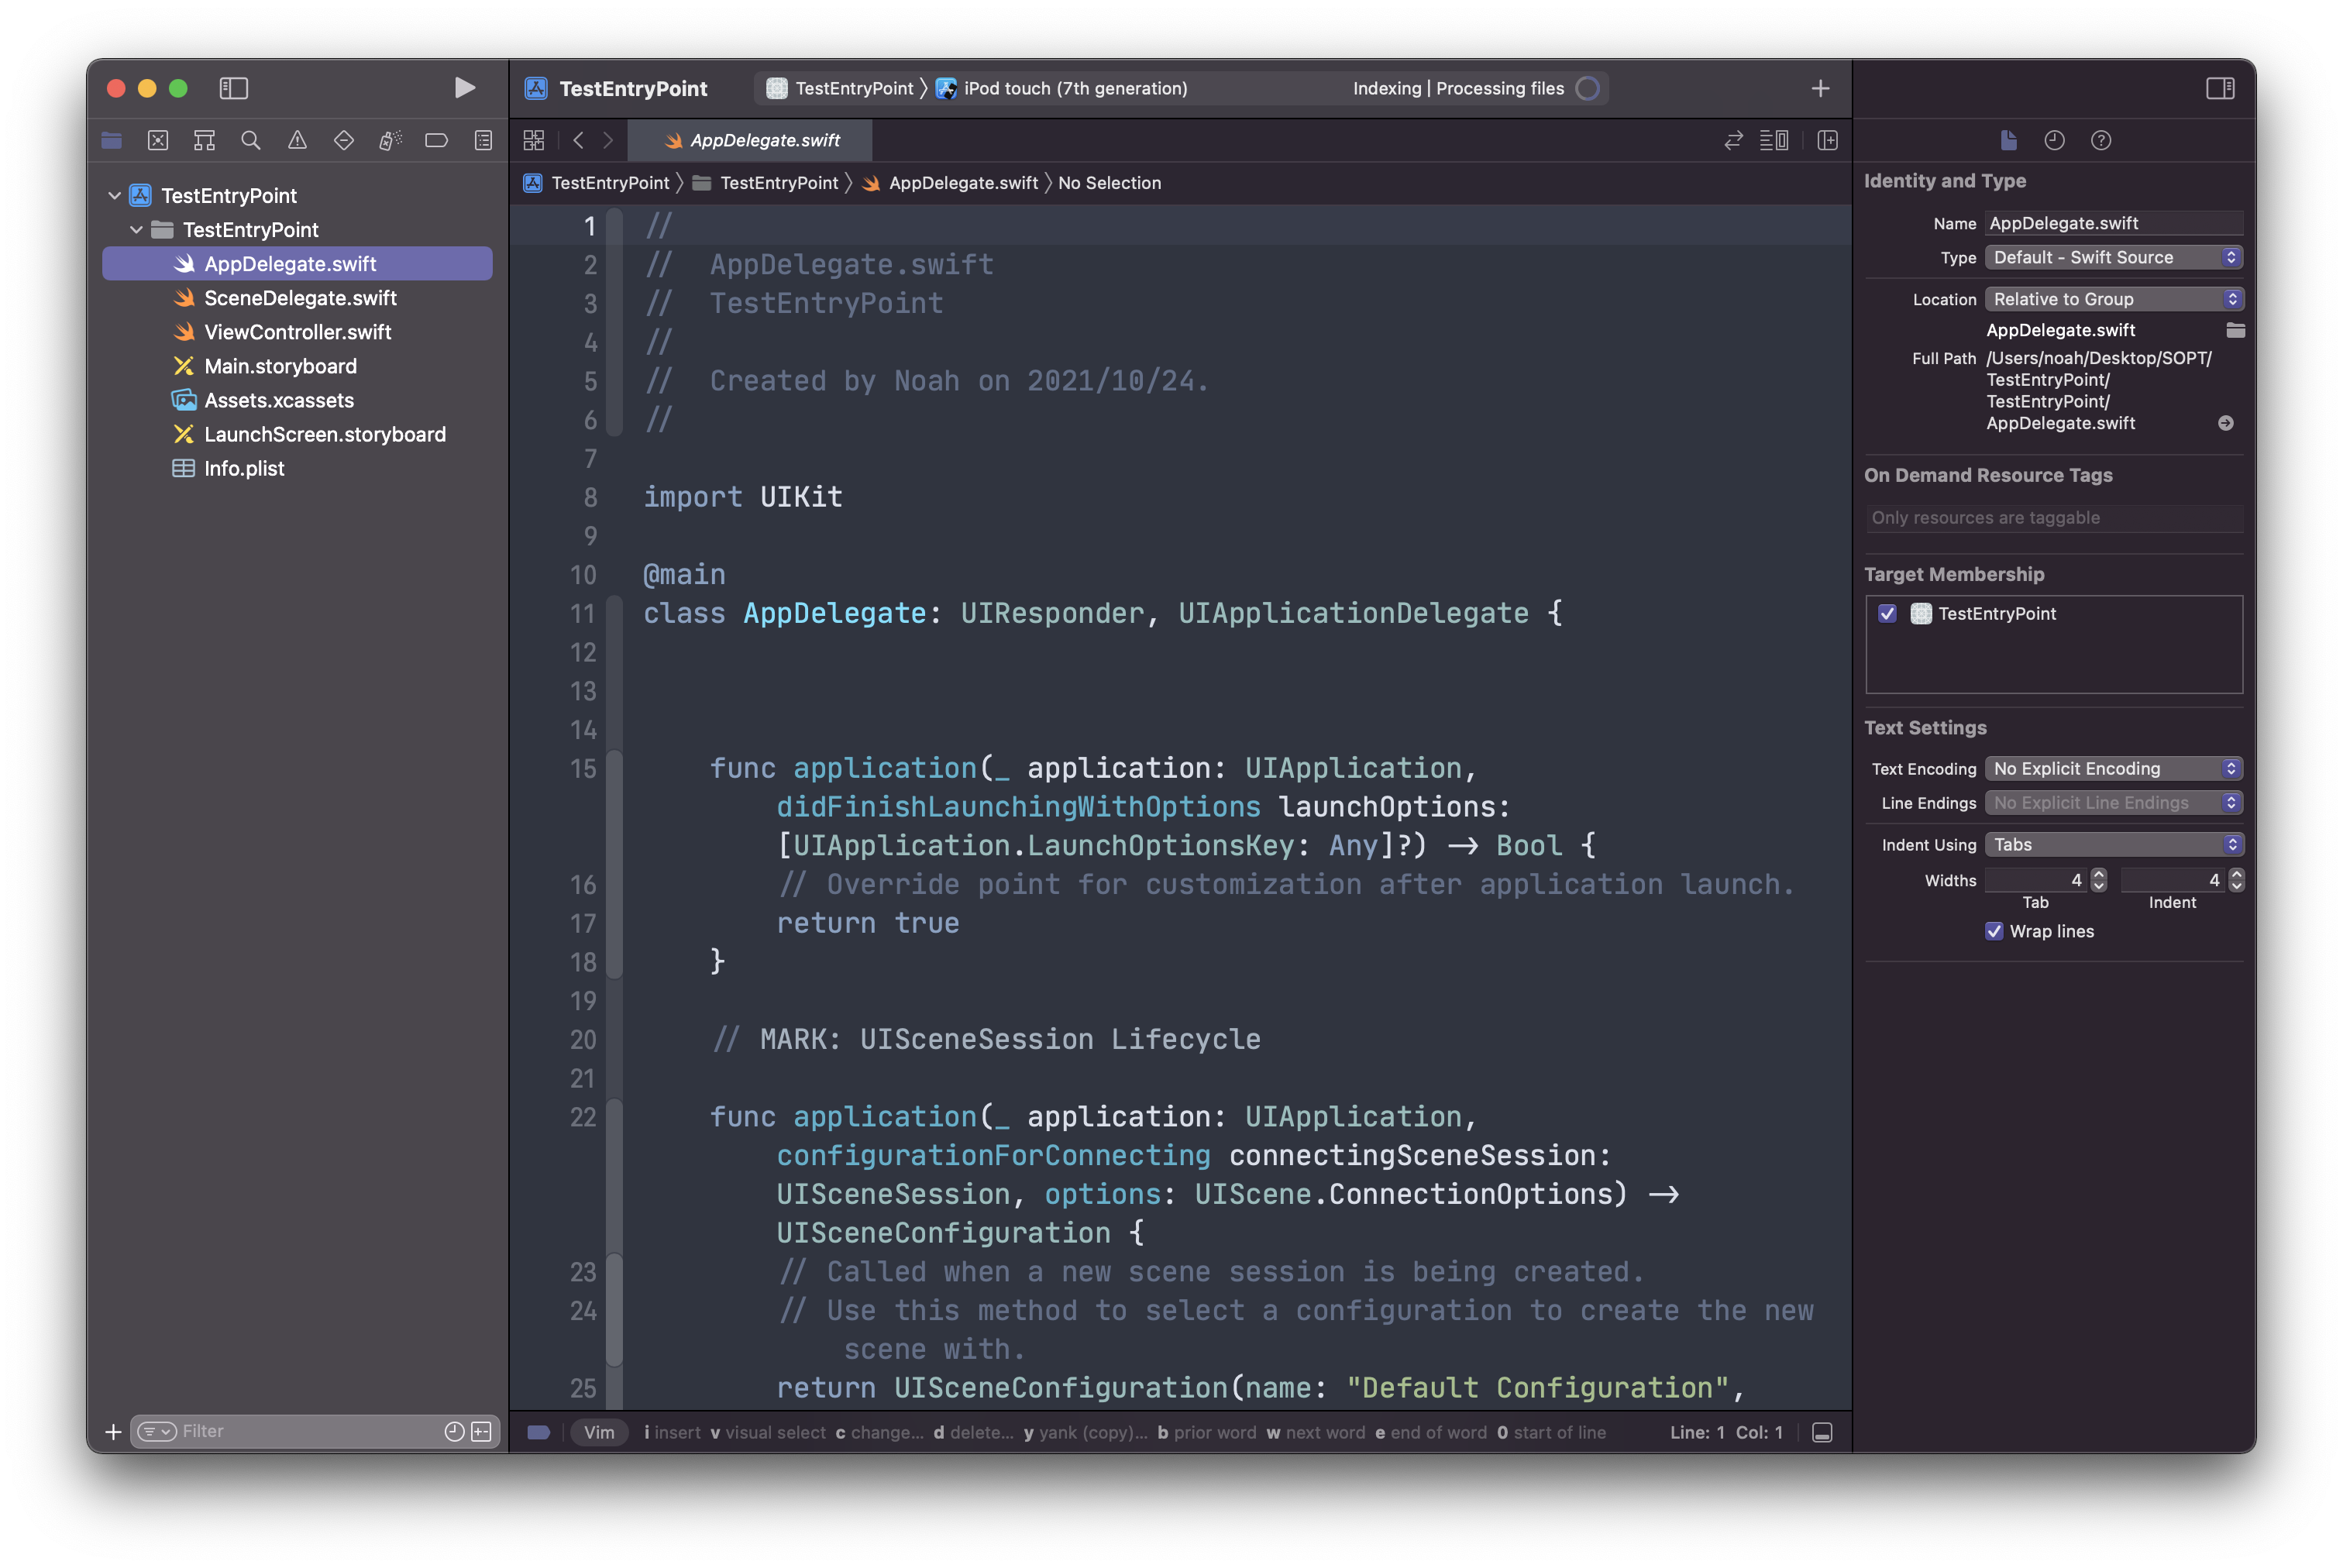 TestEntryPoint
TestEntryPoint
AppDelegate.swift
SceneDelegate.swift
ViewController.swift
Main.storyboard
Assets.xcassets
LaunchScreen.storyboard
Info.plist
Filter
TestEntryPoint
TestEntryPoint 〉 iPod touch (7th generation)
Indexing | Processing files
AppDelegate.swift
TestEntryPoint 〉 TestEntryPoint 〉 AppDelegate.swift 〉 No Selection
1 //
2 //  AppDelegate.swift
3 //  TestEntryPoint
4 //
5 //  Created by Noah on 2021/10/24.
6 //
7
8 import UIKit
9
10 @main
11 class AppDelegate: UIResponder, UIApplicationDelegate {
12
13
14
15     func application(_ application: UIApplication,
didFinishLaunchingWithOptions launchOptions:
[UIApplication.LaunchOptionsKey: Any]?) -> Bool {
16         // Override point for customization after application launch.
17         return true
18     }
19
20     // MARK: UISceneSession Lifecycle
21
22     func application(_ application: UIApplication,
configurationForConnecting connectingSceneSession:
UISceneSession, options: UIScene.ConnectionOptions) ->
UISceneConfiguration {
23         // Called when a new scene session is being created.
24         // Use this method to select a configuration to create the new
scene with.
25         return UISceneConfiguration(name: "Default Configuration",
Vim i insert v visual select c change... d delete... y yank (copy)... b prior word w next word e end of word 0 start of line
Line: 1 Col: 1
Identity and Type
Name AppDelegate.swift
Type Default - Swift Source
Location Relative to Group
AppDelegate.swift
Full Path /Users/noah/Desktop/SOPT/
TestEntryPoint/
TestEntryPoint/
AppDelegate.swift
On Demand Resource Tags
Only resources are taggable
Target Membership
TestEntryPoint
Text Settings
Text Encoding No Explicit Encoding
Line Endings No Explicit Line Endings
Indent Using Tabs
Widths 4 4
Tab Indent
Wrap lines